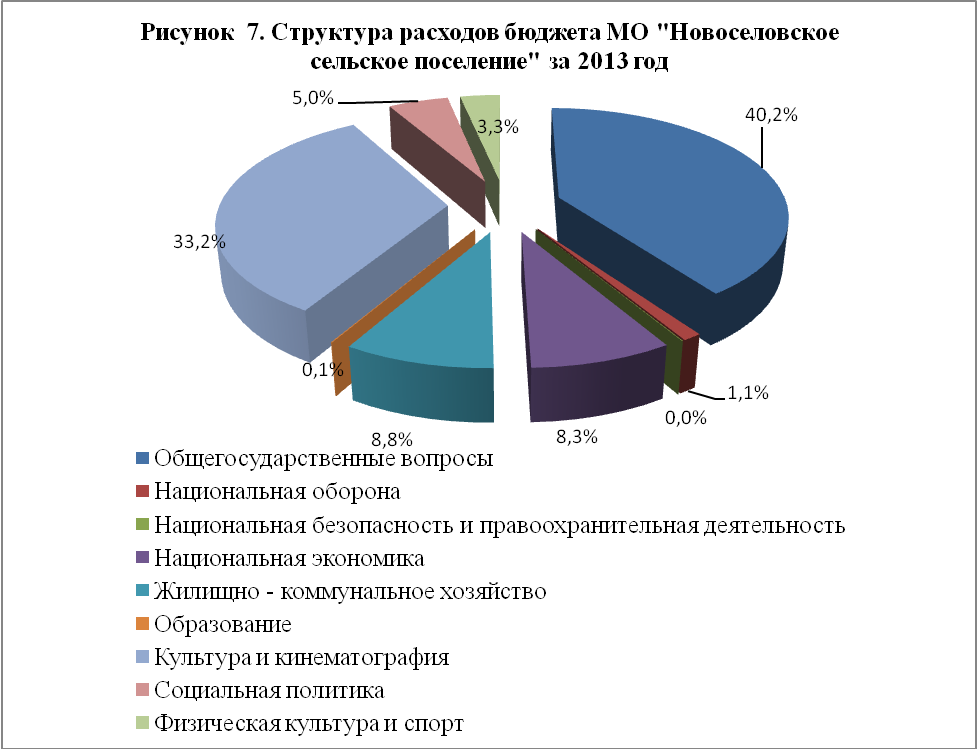 Рисунок 7. Структура расходов бюджета МО "Новоселовское
сельское поселение" за 2013 год
5,0%
3,3%
40,2%
33,2%
0,1%
1,1%
0,0%
8,8%
8,3%
Общегосударственные вопросы
Национальная оборона
Национальная безопасность и правоохранительная деятельность
Национальная экономика
Жилищно - коммунальное хозяйство
Образование
Культура и кинематография
Социальная политика
Физическая культура и спорт